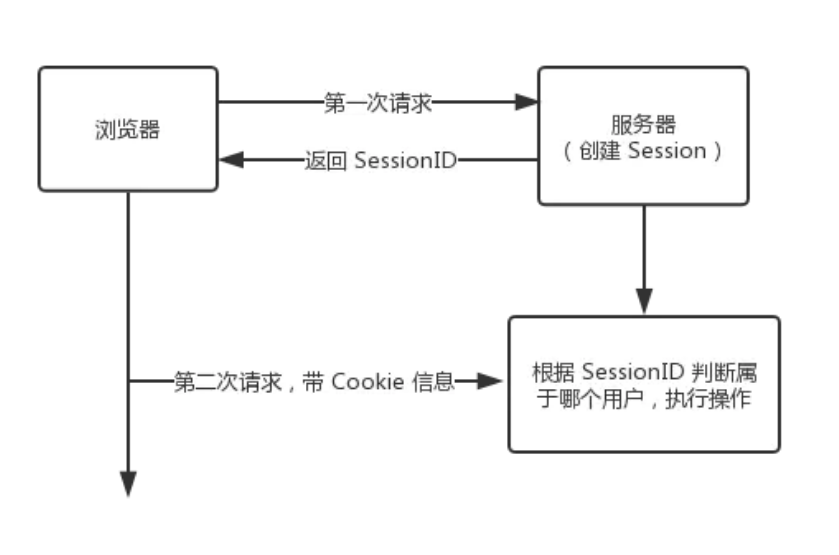 浏览器
第一次请求
服务器
（创建 Session）
返回 SessionID
第二次请求，带 Cookie 信息
根据 SessionID 判断属
于哪个用户，执行操作